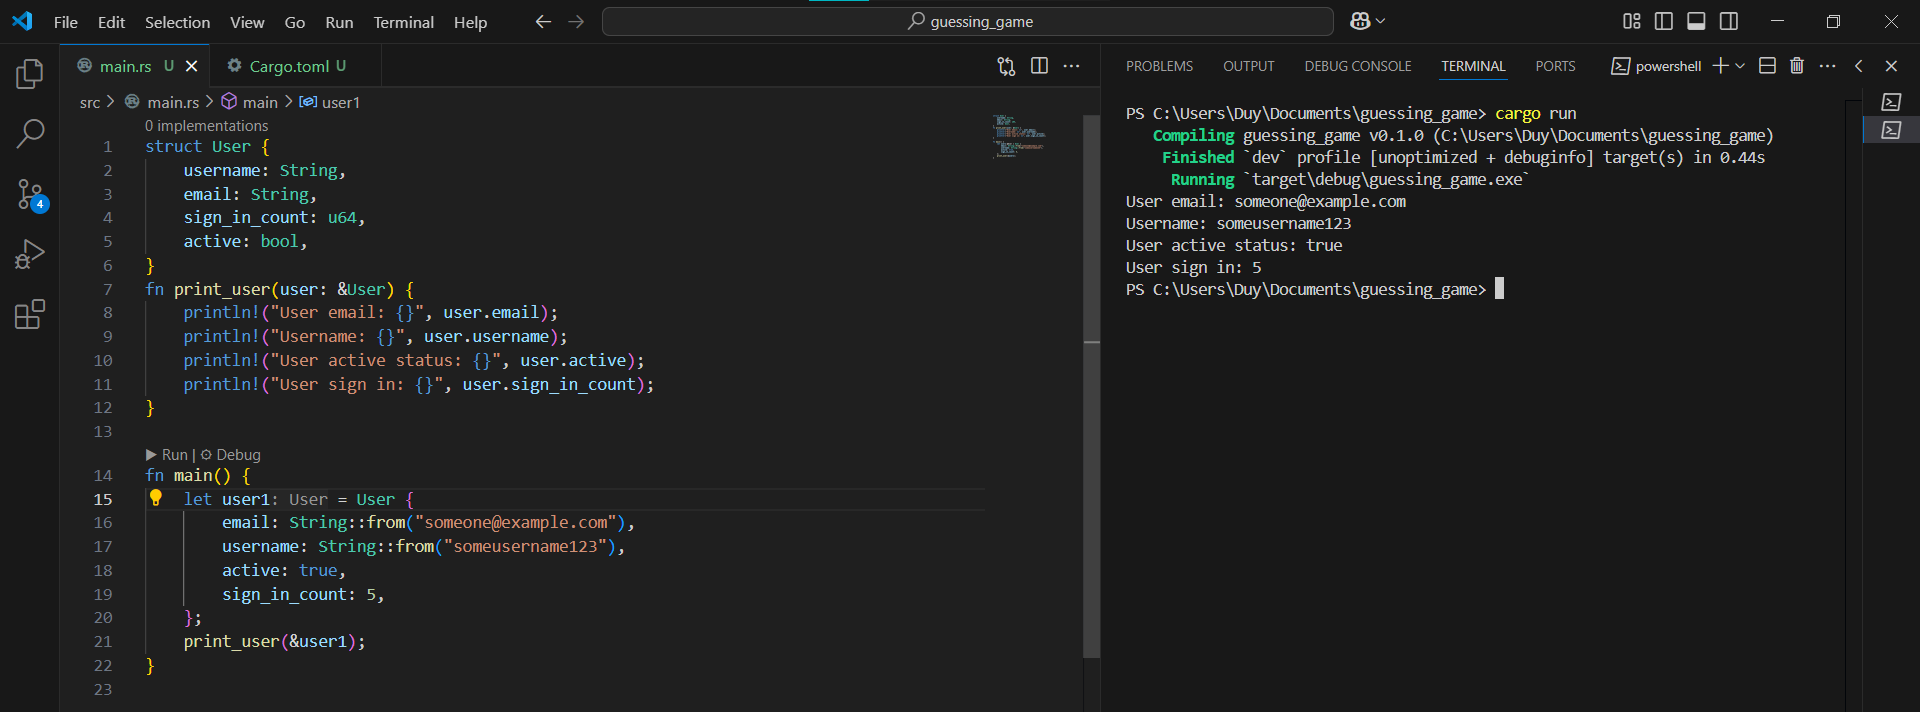 File Edit Selection View Go Run Terminal Help
guessing_game
main.rs U
Cargo.toml U
src > main.rs > main > user1
0 implementations
1 struct User {
2 username: String,
3 email: String,
4 sign_in_count: u64,
5 active: bool,
6 }
7 fn print_user(user: &User) {
8 println!("User email: {}", user.email);
9 println!("Username: {}", user.username);
10 println!("User active status: {}", user.active);
11 println!("User sign in: {}", user.sign_in_count);
12 }
13
Run | Debug
14 fn main() {
15 let user1: User = User {
16 email: String::from("someone@example.com"),
17 username: String::from("someusername123"),
18 active: true,
19 sign_in_count: 5,
20 };
21 print_user(&user1);
22 }
23
4
PROBLEMS OUTPUT DEBUG CONSOLE TERMINAL PORTS powershell
PS C:\Users\Duy\Documents\guessing_game> cargo run
Compiling guessing_game v0.1.0 (C:\Users\Duy\Documents\guessing_game)
Finished `dev` profile [unoptimized + debuginfo] target(s) in 0.44s
Running `target\debug\guessing_game.exe`
User email: someone@example.com
Username: someusername123
User active status: true
User sign in: 5
PS C:\Users\Duy\Documents\guessing_game>